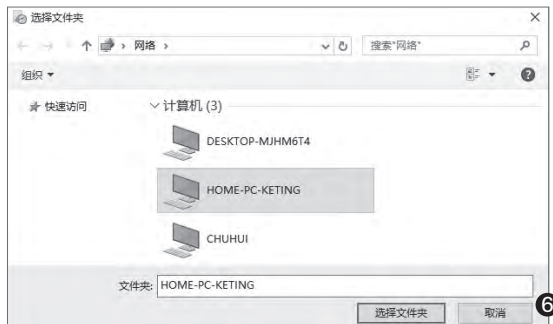 选择文件夹
网络
搜索"网络"
组织
快速访问
计算机 (3)
DESKTOP-MJHM6T4
HOME-PC-KETING
CHUHUI
文件夹: HOME-PC-KETING
选择文件夹 取消
6